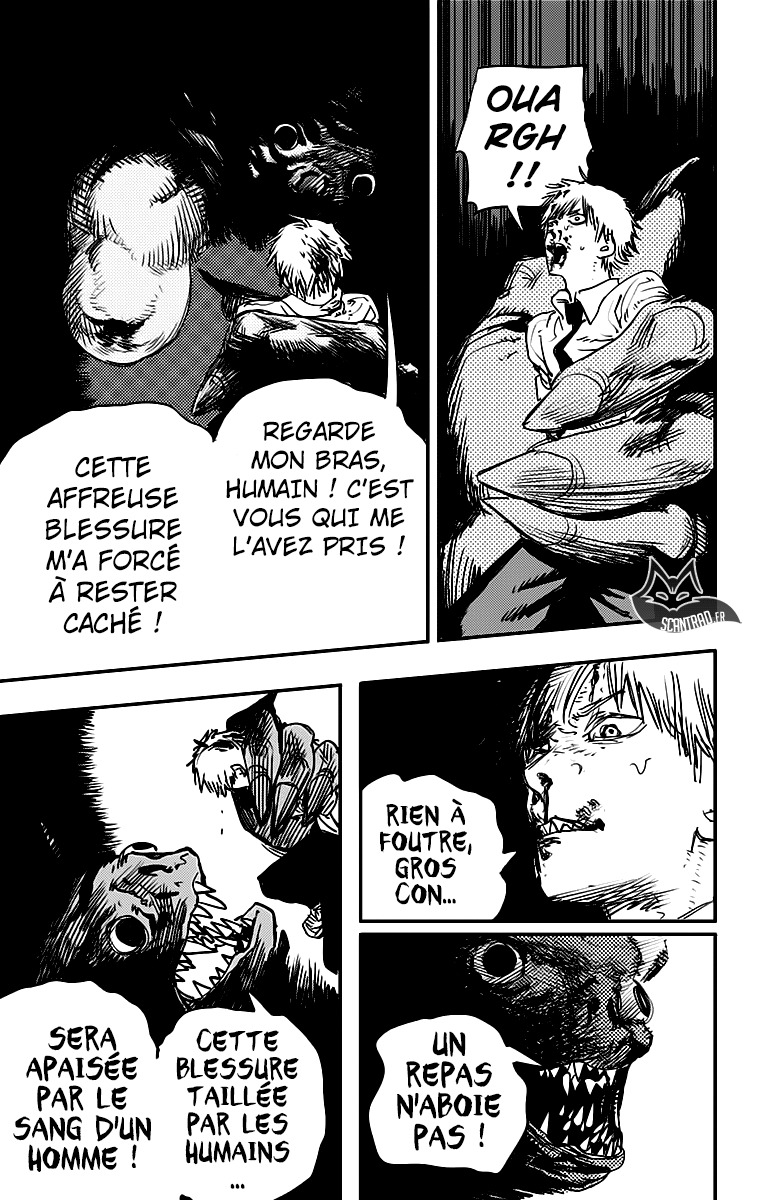 OUA
RGH
!!
REGARDE
MON BRAS,
HUMAIN ! C'EST
VOUS QUI ME
L'AVEZ PRIS !
CETTE
AFFREUSE
BLESSURE
M'A FORCÉ
À RESTER
CACHÉ !
SCANTRAD.FR
RIEN À
FOUTRE,
GROS
CON...
UN
REPAS
N'ABOIE
PAS !
CETTE
BLESSURE
TAILLÉE
PAR LES
HUMAINS
...
SERA
APAISÉE
PAR LE
SANG D'UN
HOMME !